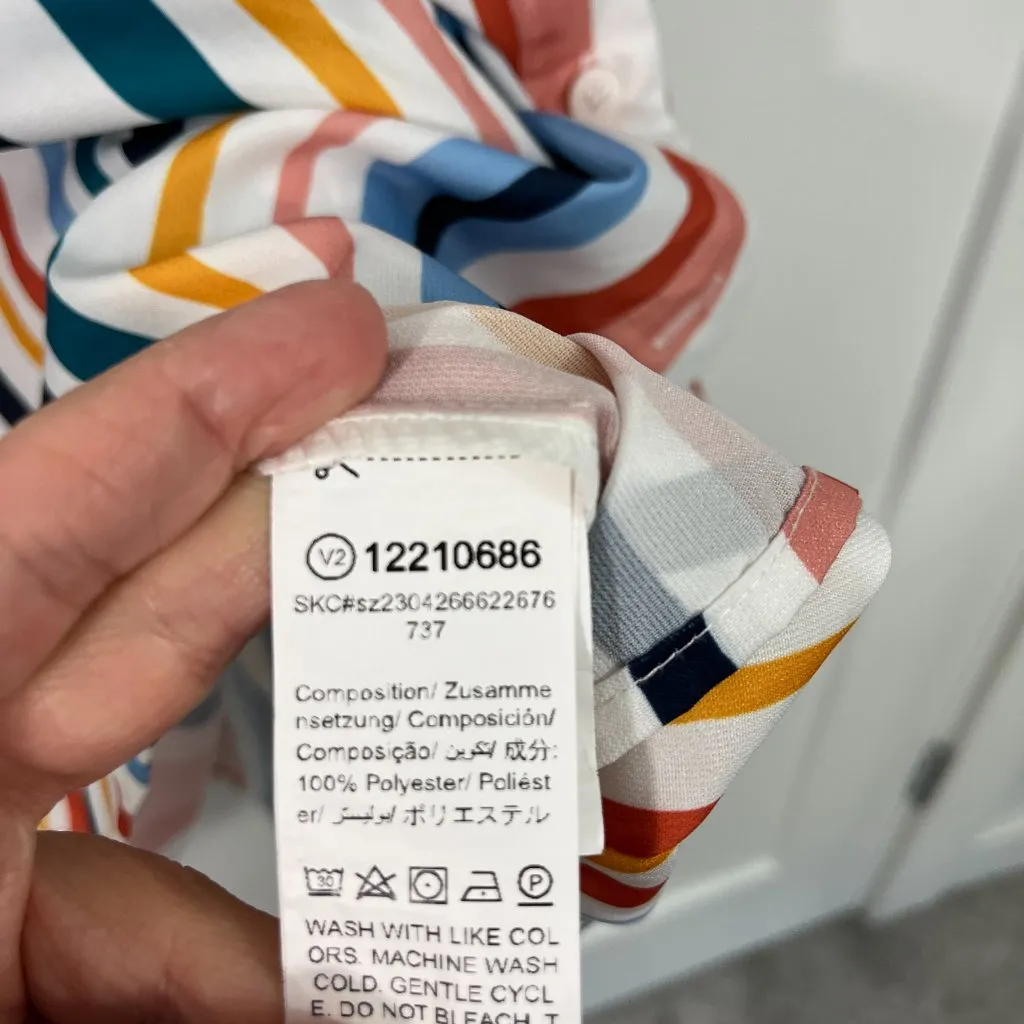 V2 12210686
SKC#sz2304266622676
737
Composition/ Zusamme
nsetzung/ Composición/
Composição/ تكوين/ 成分:
100% Polyester/ Poliést
er/ بوليستر/ ポリエステル
30 P
WASH WITH LIKE COL
ORS. MACHINE WASH
COLD. GENTLE CYCL
E. DO NOT BLEACH. T